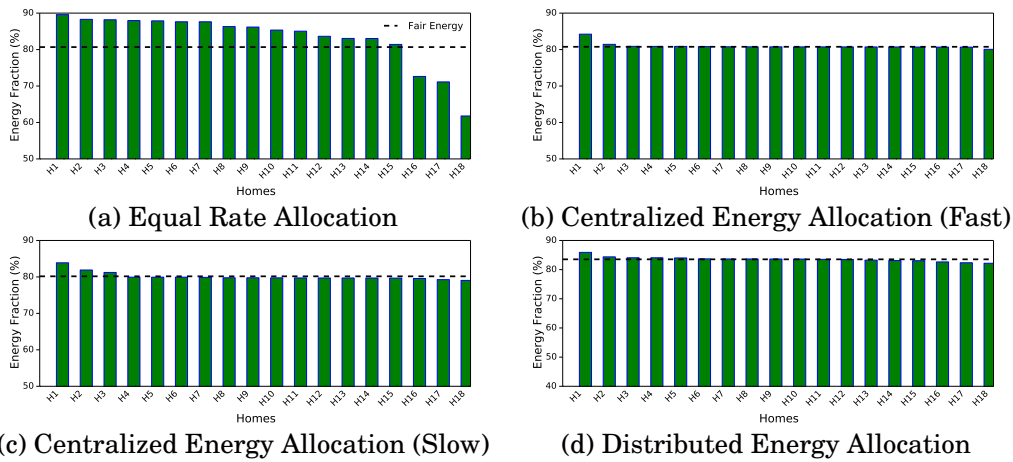 90
80
70
60
50
Energy Fraction (%)
Fair Energy
H1 H2 H3 H4 H5 H6 H7 H8 H9 H10 H11 H12 H13 H14 H15 H16 H17 H18
Homes
(a) Equal Rate Allocation
90
80
70
60
50
Energy Fraction (%)
H1 H2 H3 H4 H5 H6 H7 H8 H9 H10 H11 H12 H13 H14 H15 H16 H17 H18
Homes
(b) Centralized Energy Allocation (Fast)
90
80
70
60
50
Energy Fraction (%)
H1 H2 H3 H4 H5 H6 H7 H8 H9 H10 H11 H12 H13 H14 H15 H16 H17 H18
Homes
c) Centralized Energy Allocation (Slow)
90
80
70
60
50
40
Energy Fraction (%)
H1 H2 H3 H4 H5 H6 H7 H8 H9 H10 H11 H12 H13 H14 H15 H16 H17 H18
Homes
(d) Distributed Energy Allocation